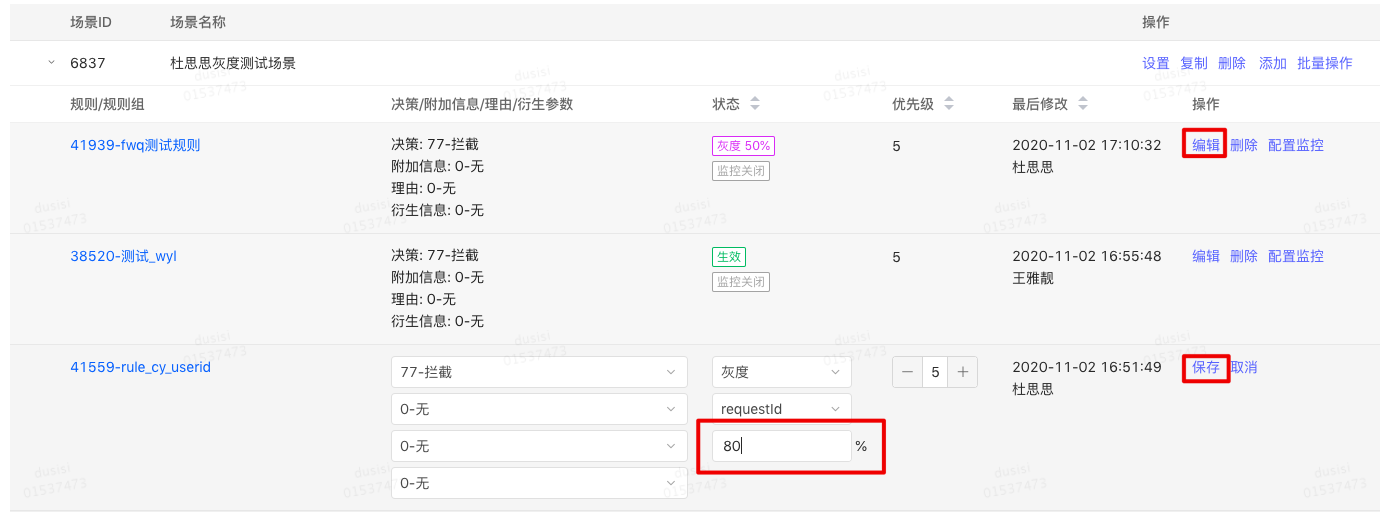 场景ID 场景名称 操作
6837 杜思思灰度测试场景 设置 复制 删除 添加 批量操作
规则/规则组 决策/附加信息/理由/衍生参数 状态 优先级 最后修改 操作
41939-fwq测试规则 决策: 77-拦截 灰度 50% 5 2020-11-02 17:10:32 编辑 删除 配置监控
附加信息: 0-无 监控关闭 杜思思
理由: 0-无
衍生信息: 0-无
38520-测试_wyl 决策: 77-拦截 生效 5 2020-11-02 16:55:48 编辑 删除 配置监控
附加信息: 0-无 监控关闭 王雅靓
理由: 0-无
衍生信息: 0-无
41559-rule_cy_userid 77-拦截 灰度 5 2020-11-02 16:51:49 保存 取消
0-无 requestId 杜思思
0-无 80 %
0-无
dusisi
01537473